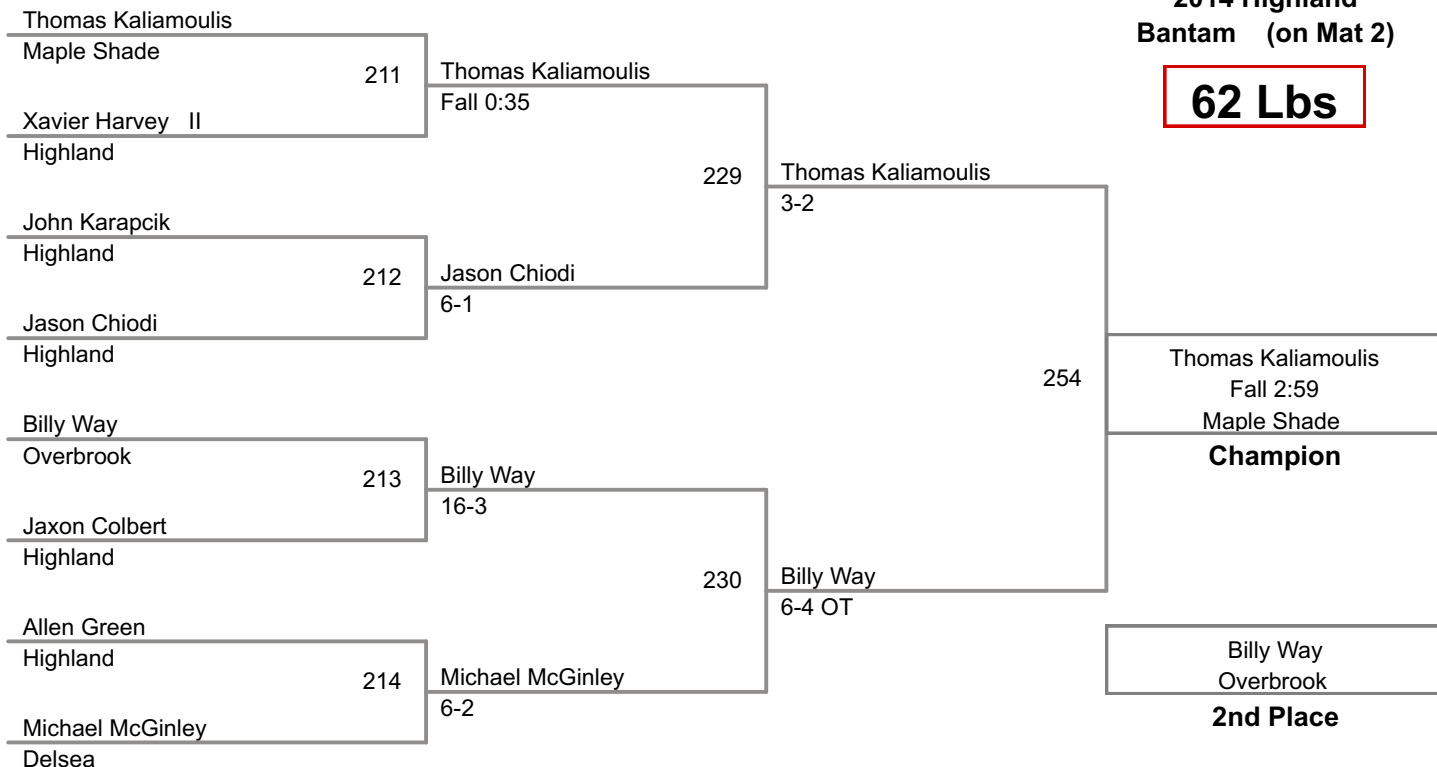 2014 Highland
Bantam (on Mat 2)
62 Lbs
Thomas Kaliamoulis
Maple Shade
211
Xavier Harvey II
Highland
John Karapcik
Highland
212
Jason Chiodi
Highland
Billy Way
Overbrook
213
Jaxon Colbert
Highland
Allen Green
Highland
214
Michael McGinley
Delsea
Thomas Kaliamoulis
Fall 0:35
229
Jason Chiodi
6-1
Billy Way
16-3
230
Michael McGinley
6-2
Thomas Kaliamoulis
3-2
254
Billy Way
6-4 OT
Thomas Kaliamoulis
Fall 2:59
Maple Shade
Champion
Billy Way
Overbrook
2nd Place